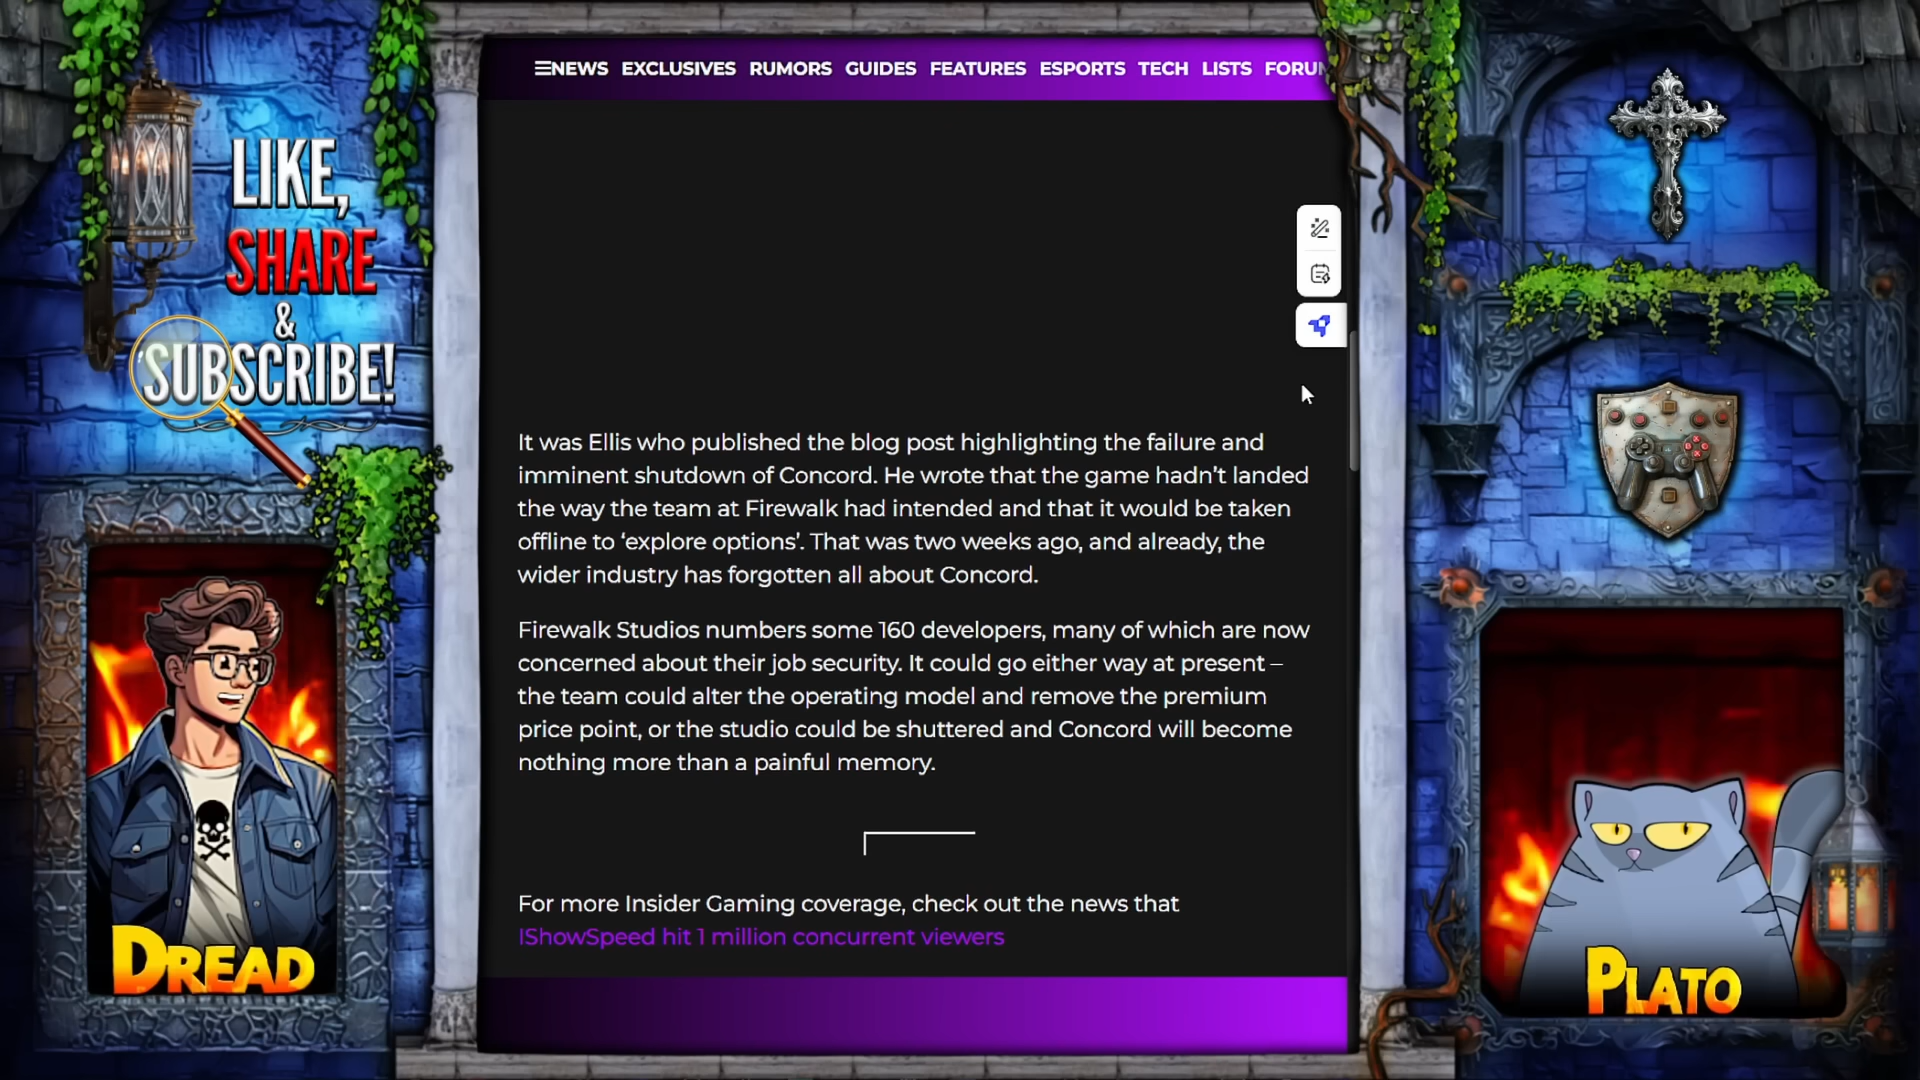 NEWS EXCLUSIVES RUMORS GUIDES FEATURES ESPORTS TECH LISTS FORUM
LIKE,
SHARE
&
SUBSCRIBE!
It was Ellis who published the blog post highlighting the failure and
imminent shutdown of Concord. He wrote that the game hadn't landed
the way the team at Firewalk had intended and that it would be taken
offline to ‘explore options’. That was two weeks ago, and already, the
wider industry has forgotten all about Concord.
Firewalk Studios numbers some 160 developers, many of which are now
concerned about their job security. It could go either way at present –
the team could alter the operating model and remove the premium
price point, or the studio could be shuttered and Concord will become
nothing more than a painful memory.
For more Insider Gaming coverage, check out the news that
IShowSpeed hit 1 million concurrent viewers
DREAD
PLATO